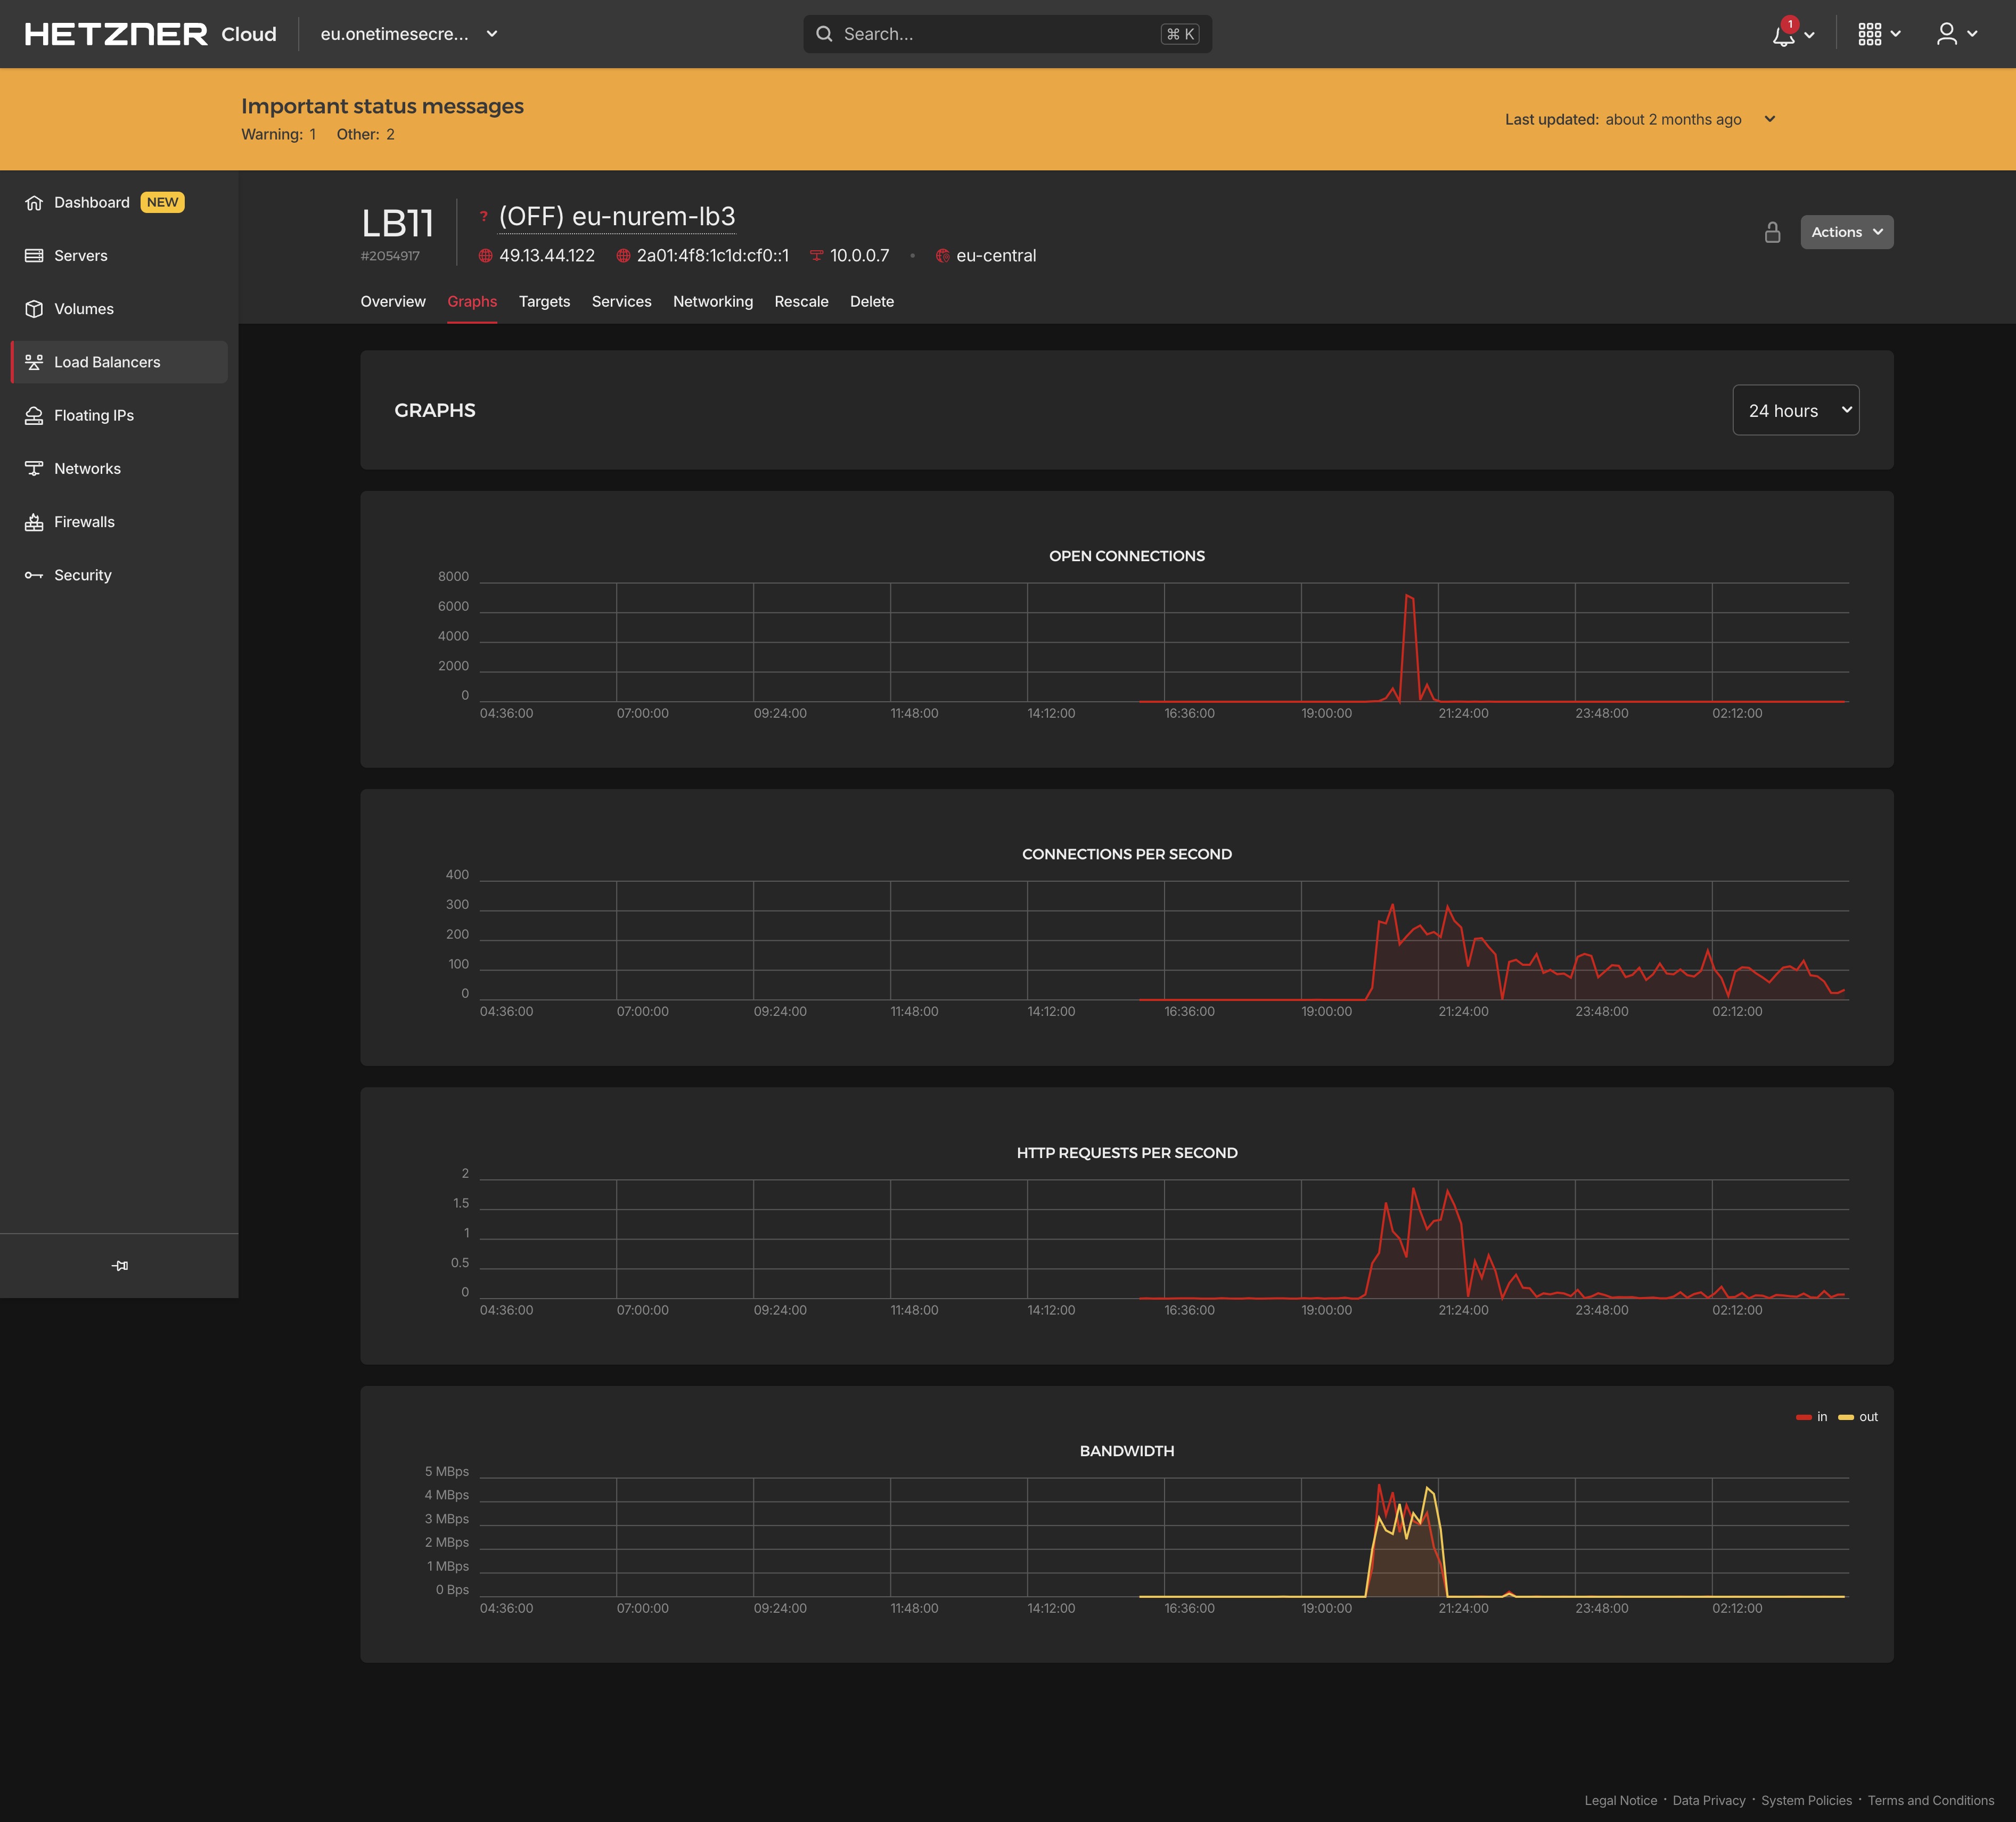 HETZNER Cloud
eu.onetimesecre...
Search...
⌘ K
1
Important status messages
Warning: 1 Other: 2
Last updated: about 2 months ago
Dashboard NEW
Servers
Volumes
Load Balancers
Floating IPs
Networks
Firewalls
Security
LB11
#2054917
? (OFF) eu-nurem-lb3
49.13.44.122 2a01:4f8:1c1d:cf0::1 10.0.0.7 • eu-central
Actions
Overview Graphs Targets Services Networking Rescale Delete
GRAPHS
24 hours
OPEN CONNECTIONS
8000
6000
4000
2000
0
04:36:00 07:00:00 09:24:00 11:48:00 14:12:00 16:36:00 19:00:00 21:24:00 23:48:00 02:12:00
CONNECTIONS PER SECOND
400
300
200
100
0
04:36:00 07:00:00 09:24:00 11:48:00 14:12:00 16:36:00 19:00:00 21:24:00 23:48:00 02:12:00
HTTP REQUESTS PER SECOND
2
1.5
1
0.5
0
04:36:00 07:00:00 09:24:00 11:48:00 14:12:00 16:36:00 19:00:00 21:24:00 23:48:00 02:12:00
in out
BANDWIDTH
5 MBps
4 MBps
3 MBps
2 MBps
1 MBps
0 Bps
04:36:00 07:00:00 09:24:00 11:48:00 14:12:00 16:36:00 19:00:00 21:24:00 23:48:00 02:12:00
Legal Notice · Data Privacy · System Policies · Terms and Conditions